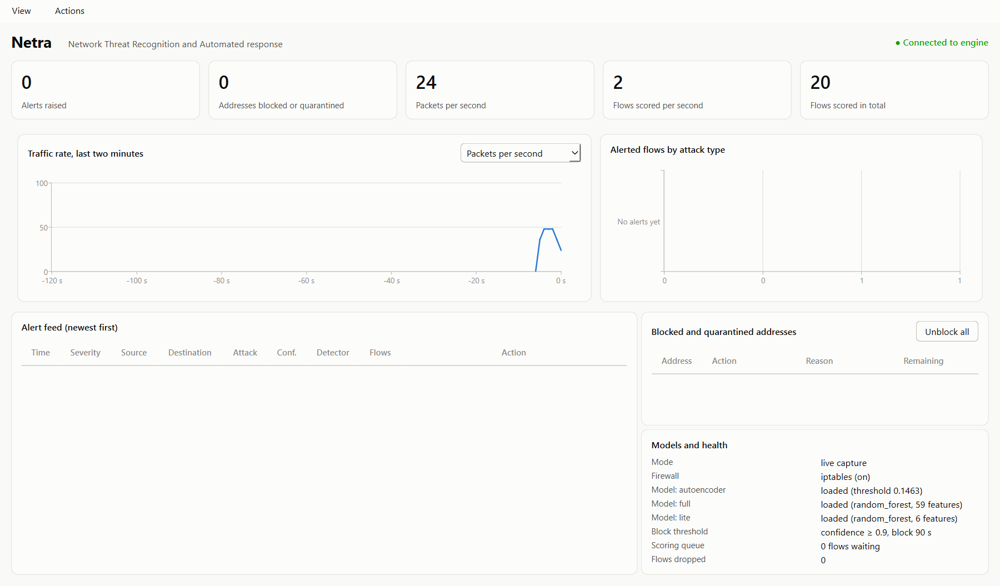 View Actions
Netra Network Threat Recognition and Automated response ● Connected to engine
0
Alerts raised
0
Addresses blocked or quarantined
24
Packets per second
2
Flows scored per second
20
Flows scored in total
Traffic rate, last two minutes Packets per second
100
50
0
-120 s -100 s -80 s -60 s -40 s -20 s 0 s
Alerted flows by attack type
No alerts yet
0 0 1 1
Alert feed (newest first)
Time Severity Source Destination Attack Conf. Detector Flows Action
Blocked and quarantined addresses Unblock all
Address Action Reason Remaining
Models and health
Mode live capture
Firewall iptables (on)
Model: autoencoder loaded (threshold 0.1463)
Model: full loaded (random_forest, 59 features)
Model: lite loaded (random_forest, 6 features)
Block threshold confidence ≥ 0.9, block 90 s
Scoring queue 0 flows waiting
Flows dropped 0